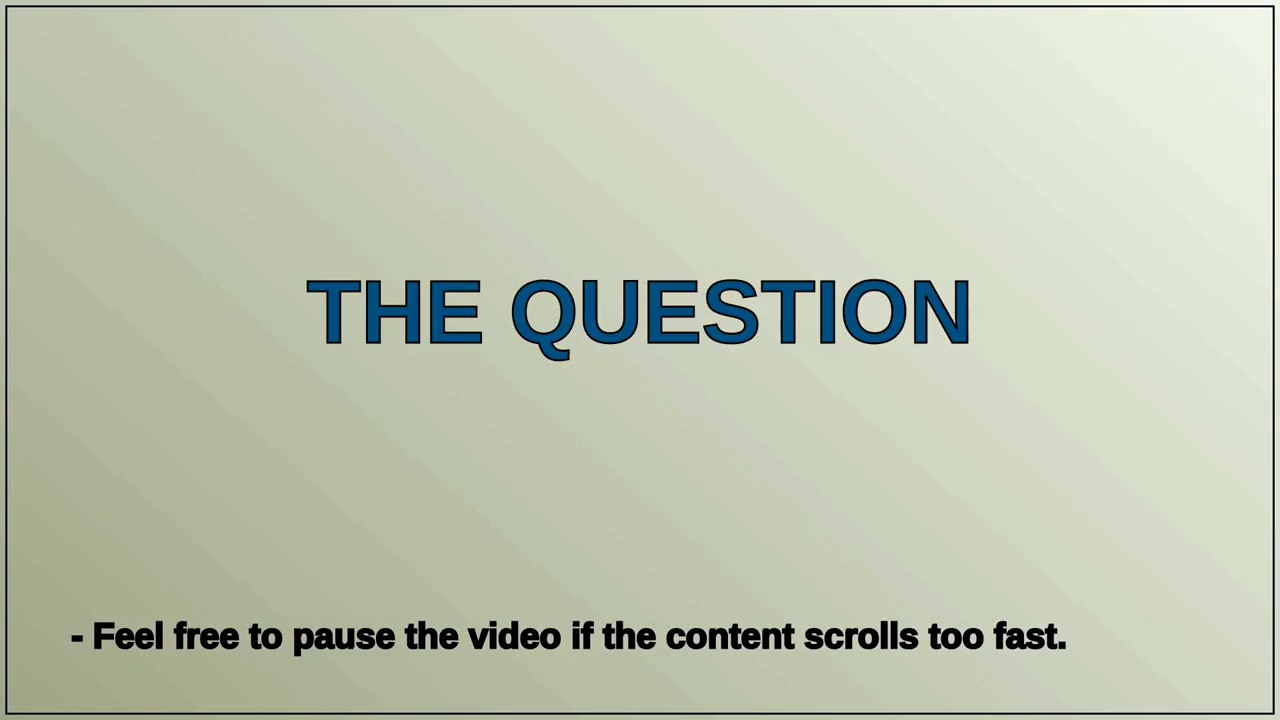 THE QUESTION
- Feel free to pause the video if the content scrolls too fast.